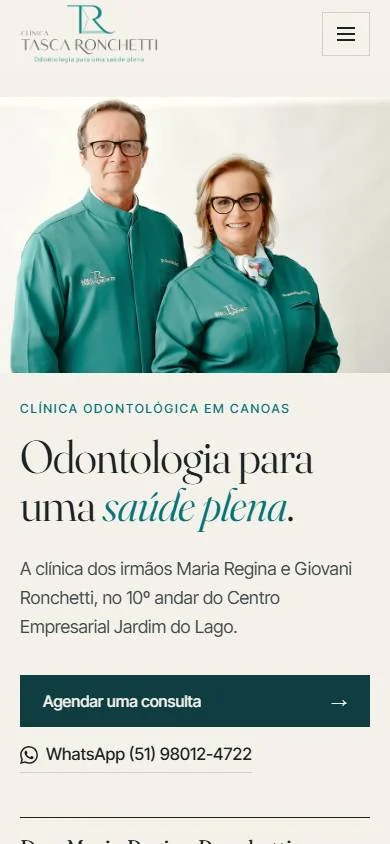 TR
CLÍNICA
TASCA RONCHETTI
Odontologia para uma saúde plena
CLÍNICA ODONTOLÓGICA EM CANOAS
Odontologia para
uma saúde plena.
A clínica dos irmãos Maria Regina e Giovani
Ronchetti, no 10º andar do Centro
Empresarial Jardim do Lago.
Agendar uma consulta →
WhatsApp (51) 98012-4722